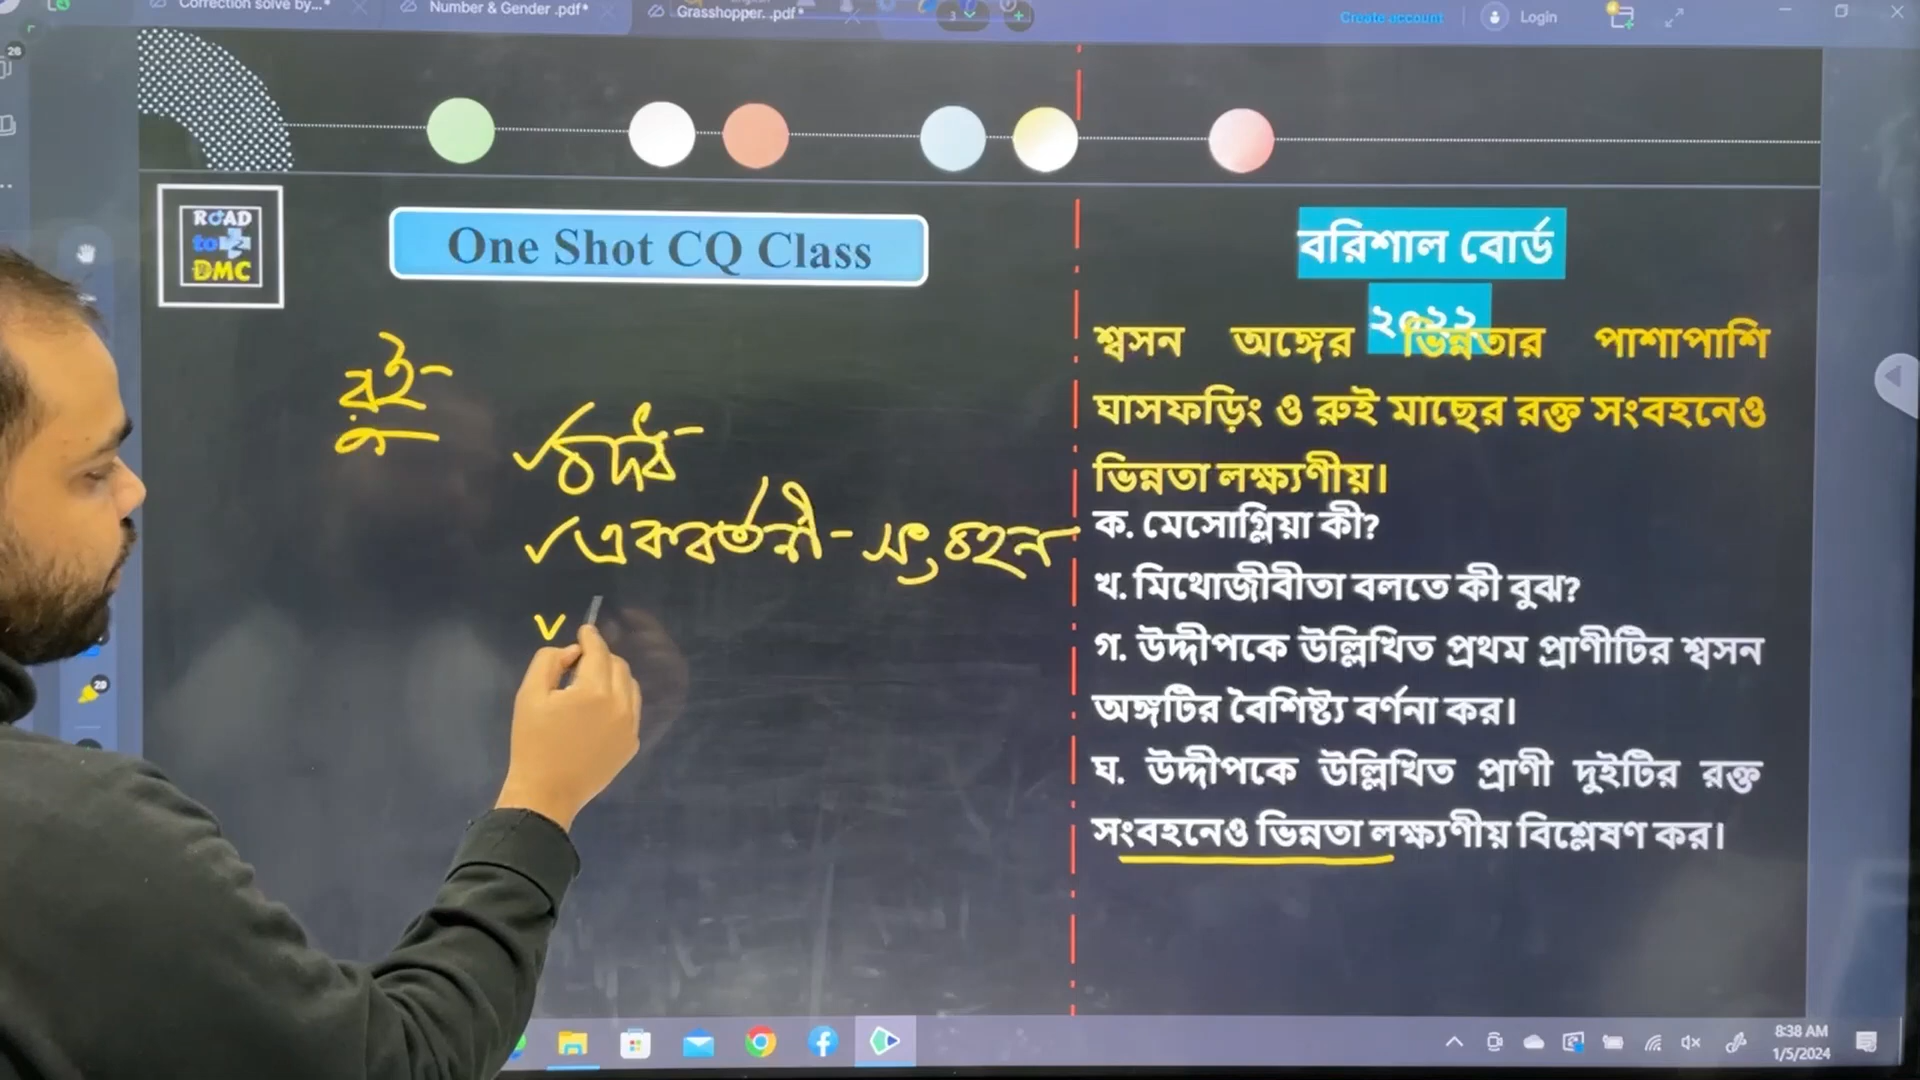 Correction solve by...*
Number & Gender .pdf*
Grasshopper. .pdf*
3
Create account
Login
26
ROAD
to
DMC
One Shot CQ Class
বরিশাল বোর্ড
২০২২
শ্বসন অঙ্গের ভিন্নতার পাশাপাশি
ঘাসফড়িং ও রুই মাছের রক্ত সংবহনেও
ভিন্নতা লক্ষ্যণীয়।
ক. মেসোগ্লিয়া কী?
খ. মিথোজীবীতা বলতে কী বুঝ?
গ. উদ্দীপকে উল্লিখিত প্রথম প্রাণীটির শ্বসন
অঙ্গটির বৈশিষ্ট্য বর্ণনা কর।
ঘ. উদ্দীপকে উল্লিখিত প্রাণী দুইটির রক্ত
সংবহনেও ভিন্নতা লক্ষ্যণীয় বিশ্লেষণ কর।
রুই-
একবর্তনী - সংবহন
20
8:38 AM
1/5/2024